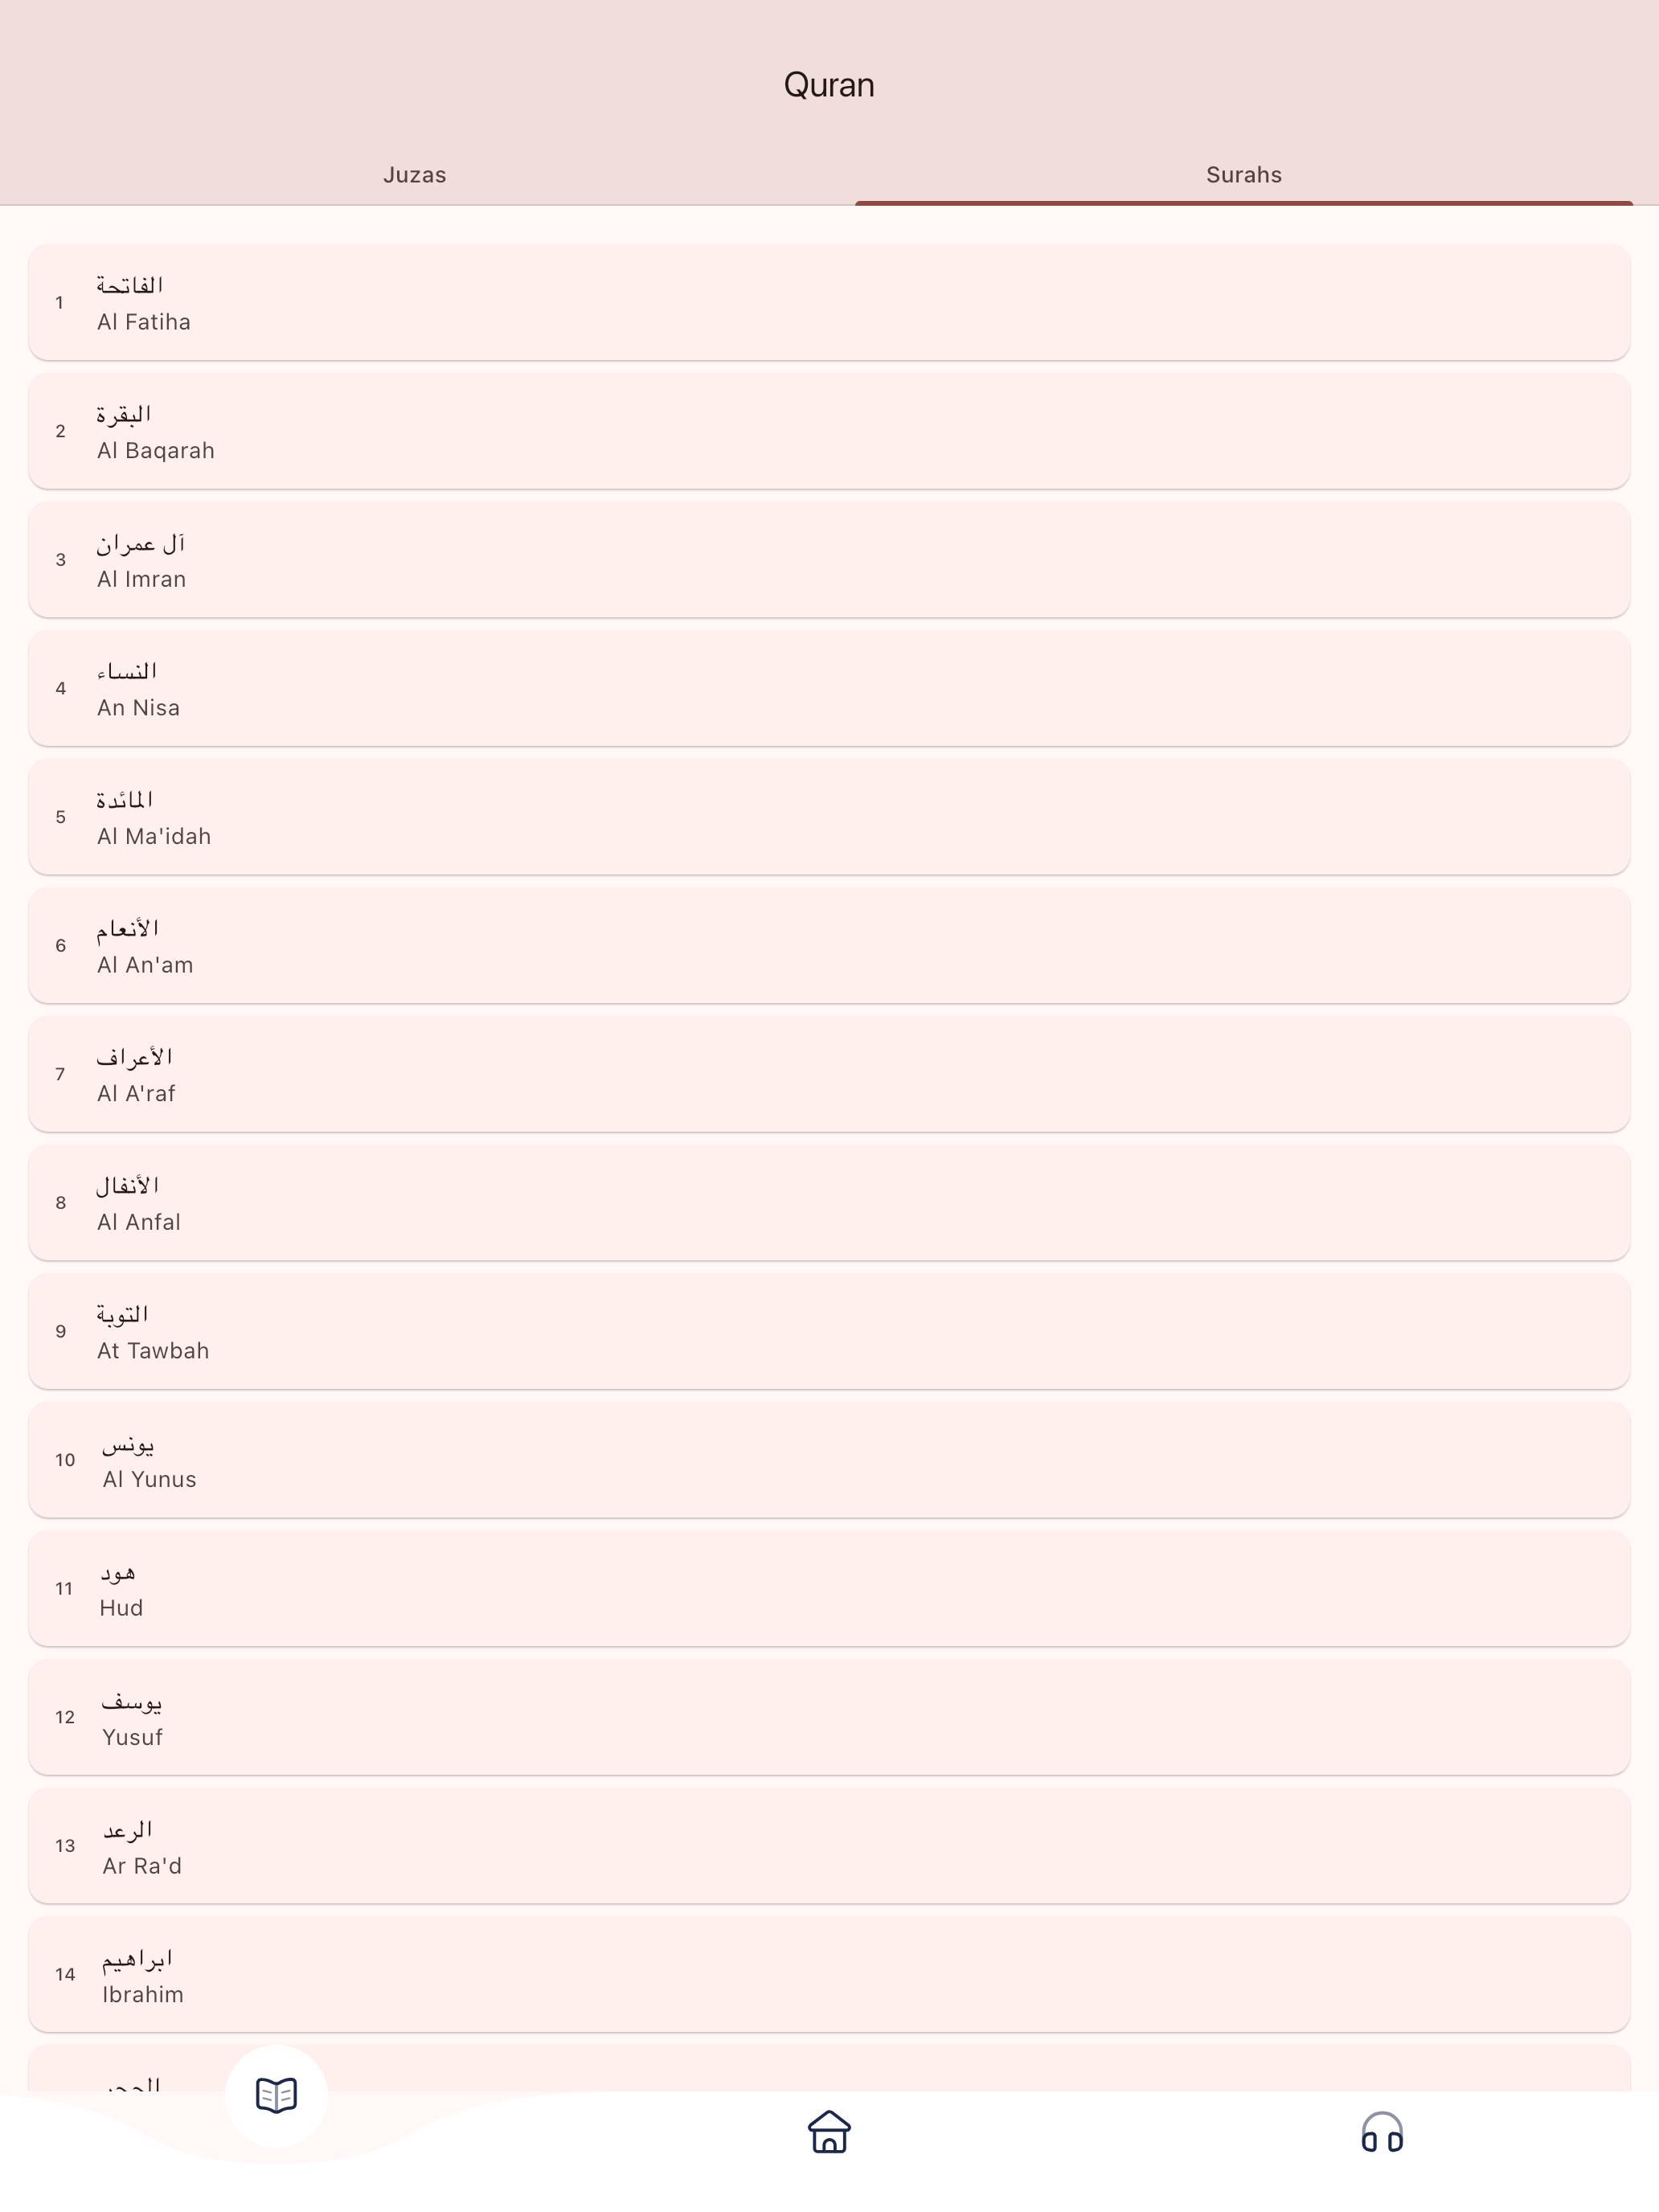 Quran
Juzas
Surahs
1
الفاتحة
Al Fatiha
2
البقرة
Al Baqarah
3
آل عمران
Al Imran
4
النساء
An Nisa
5
المائدة
Al Ma'idah
6
الأنعام
Al An'am
7
الأعراف
Al A'raf
8
الأنفال
Al Anfal
9
التوبة
At Tawbah
10
يونس
Al Yunus
11
هود
Hud
12
يوسف
Yusuf
13
الرعد
Ar Ra'd
14
ابراهيم
Ibrahim